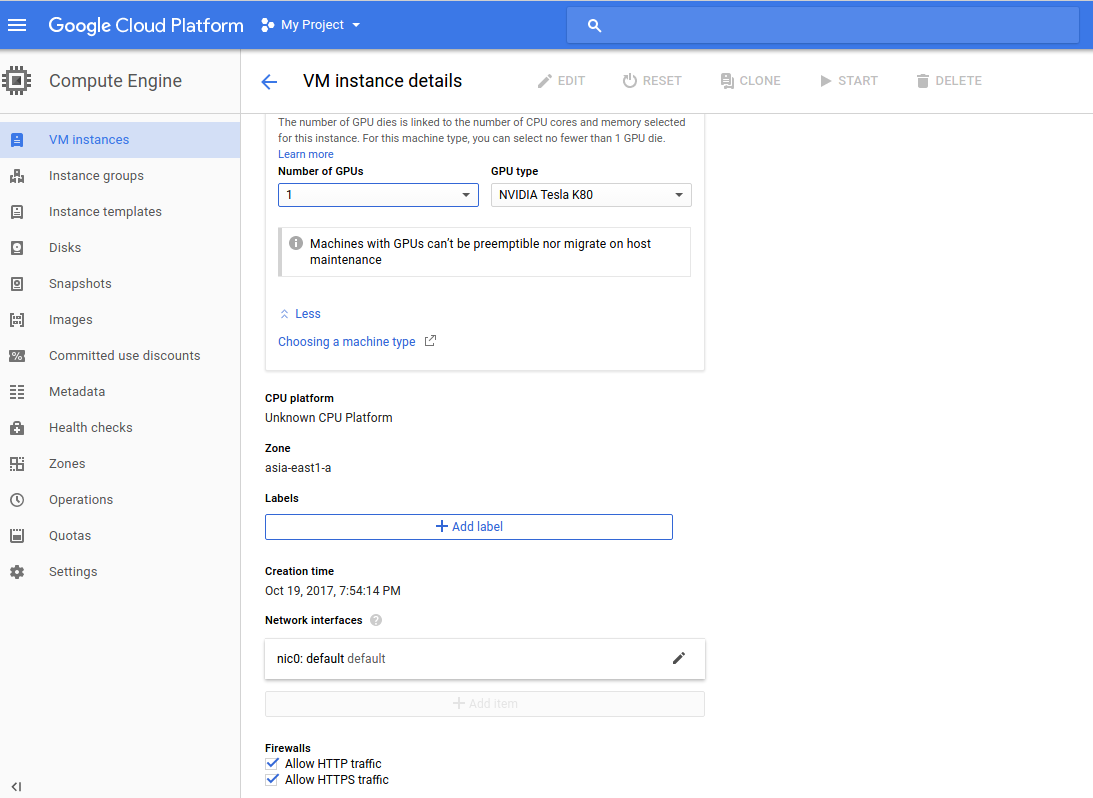 Google Cloud Platform
My Project
Compute Engine
VM instance details
EDIT
RESET
CLONE
START
DELETE
VM instances
Instance groups
Instance templates
Disks
Snapshots
Images
Committed use discounts
Metadata
Health checks
Zones
Operations
Quotas
Settings
The number of GPU dies is linked to the number of CPU cores and memory selected
for this instance. For this machine type, you can select no fewer than 1 GPU die.
Learn more
Number of GPUs
GPU type
1
NVIDIA Tesla K80
Machines with GPUs can't be preemptible nor migrate on host
maintenance
Less
Choosing a machine type
CPU platform
Unknown CPU Platform
Zone
asia-east1-a
Labels
Add label
Creation time
Oct 19, 2017, 7:54:14 PM
Network interfaces
nic0: default default
Add item
Firewalls
Allow HTTP traffic
Allow HTTPS traffic